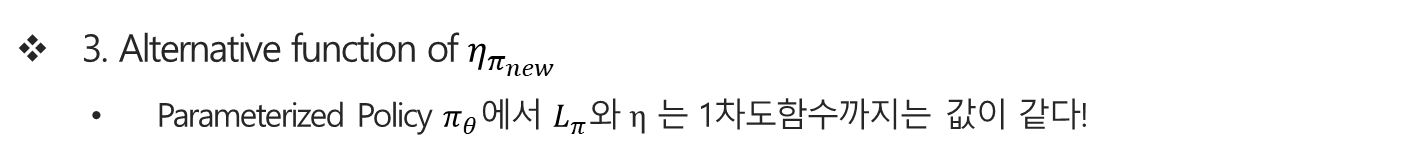 ❖ 3. Alternative function of η_{π_{new}}
• Parameterized Policy π_θ에서 L_π와 η 는 1차도함수까지는 값이 같다!